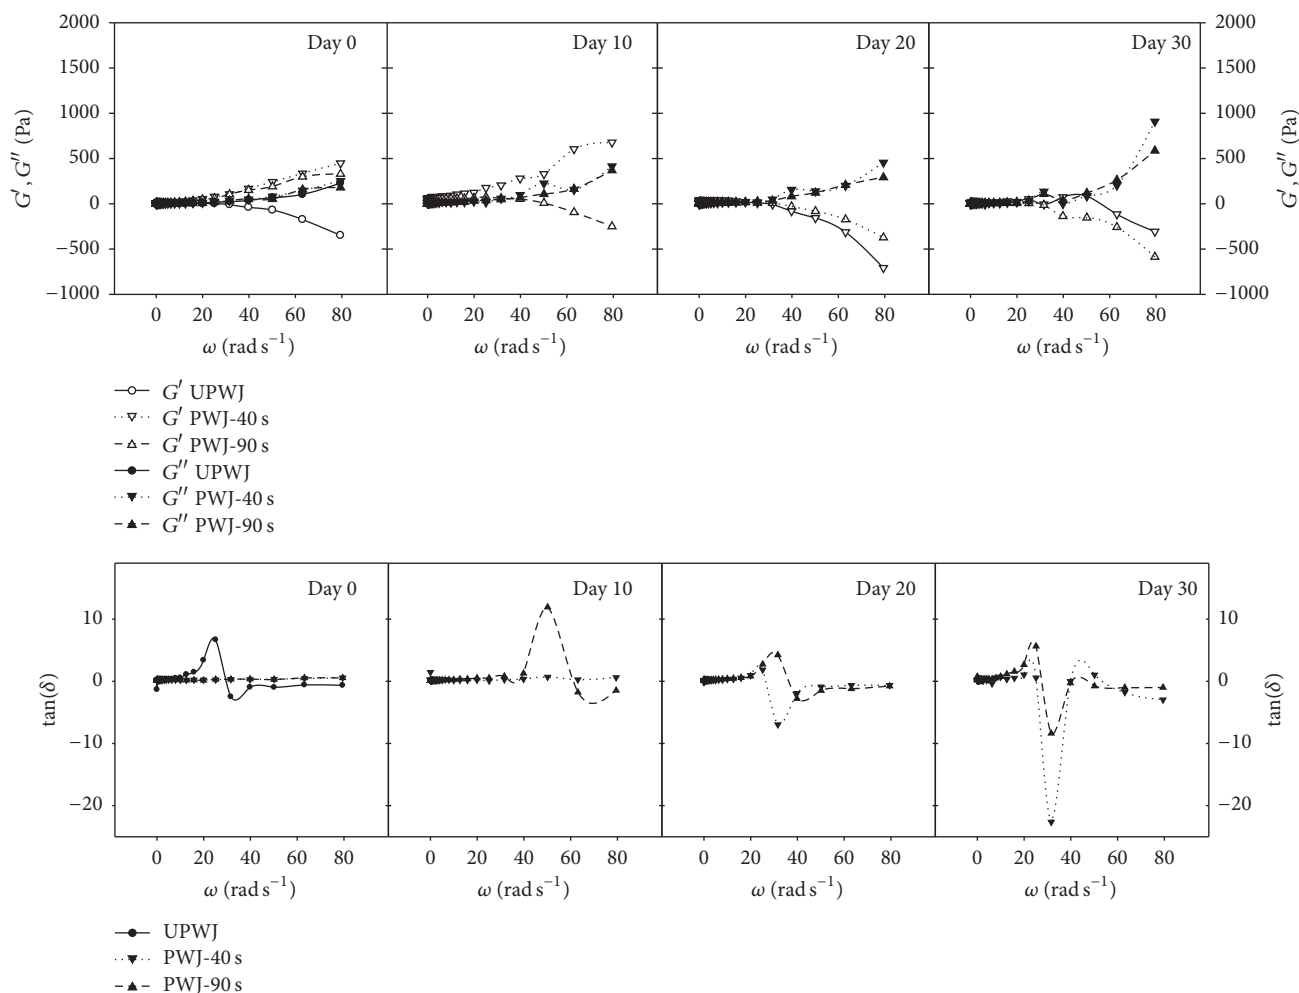 Day 0 Day 10 Day 20 Day 30
2000 2000
1500 1500
1000 1000
500 500
0 0
−500 −500
−1000 −1000
G′, G″ (Pa)
G′, G″ (Pa)
0 20 40 60 80 0 20 40 60 80 0 20 40 60 80 0 20 40 60 80
ω (rad s⁻¹) ω (rad s⁻¹) ω (rad s⁻¹) ω (rad s⁻¹)
G′ UPWJ
G′ PWJ-40 s
G′ PWJ-90 s
G″ UPWJ
G″ PWJ-40 s
G″ PWJ-90 s
Day 0 Day 10 Day 20 Day 30
10 10
0 0
−10 −10
−20 −20
tan(δ)
tan(δ)
0 20 40 60 80 0 20 40 60 80 0 20 40 60 80 0 20 40 60 80
ω (rad s⁻¹) ω (rad s⁻¹) ω (rad s⁻¹) ω (rad s⁻¹)
UPWJ
PWJ-40 s
PWJ-90 s